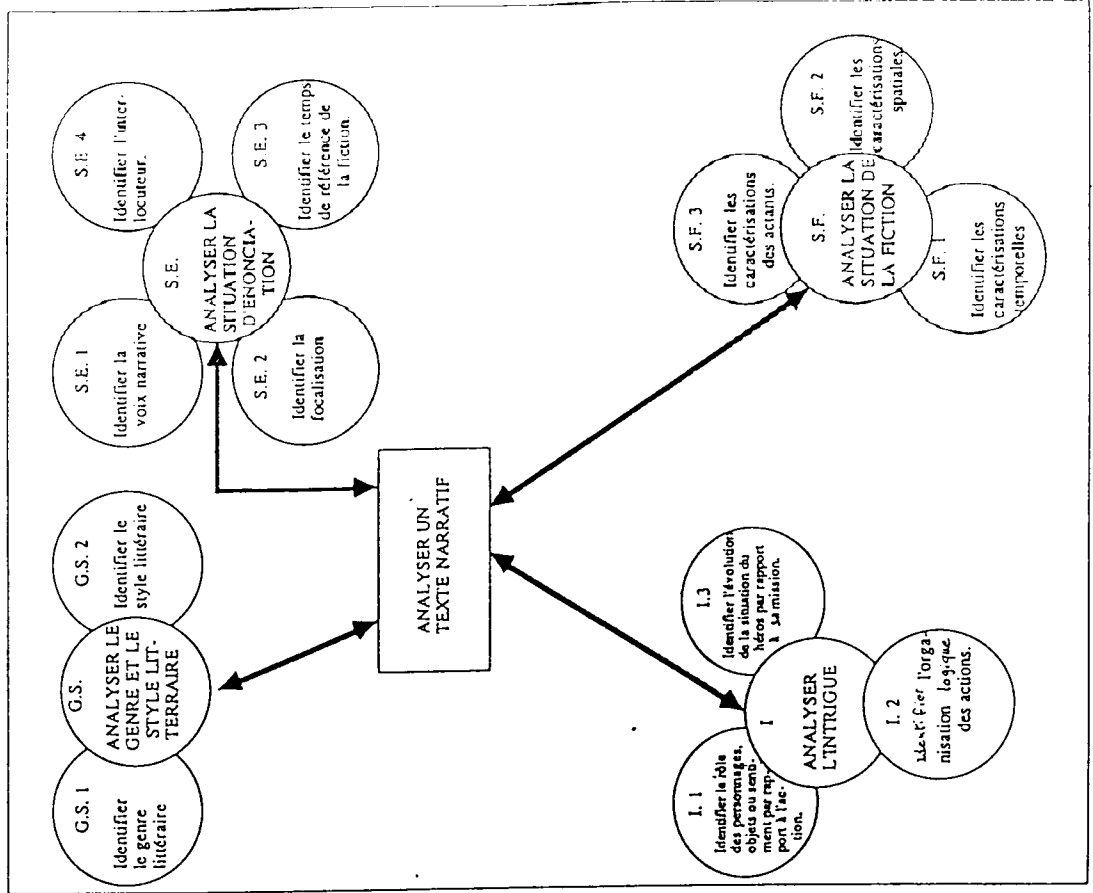 G.S. 1
Identifier
le genre
littéraire
G.S.
ANALYSER LE
GENRE ET LE
STYLE LIT-
TERRAIRE
G.S. 2
Identifier le
style littéraire
S.E. 1
Identifier la
voix narrative
S.E.
ANALYSER LA
SITUATION
D'ENONCIA-
TION
S.E 4
Identifier l'inter-
locuteur.
S.E. 2
Identifier la
focalisation
S.E. 3
Identifier le temps
de référence de
la fiction.
ANALYSER UN
TEXTE NARRATIF
I. 1
Identifier le rôle
des personnages,
objets ou senti-
ment par rap-
port à l'ac-
tion.
I
ANALYSER
L'INTRIGUE
I.3
Identifier l'évolution
de la situation du
héros par rapport
à sa mission.
I. 2
identifier l'orga-
nisation logique
des actions.
S.F. 3
Identifier les
caractérisations
des actants.
S.F.
ANALYSER LA
SITUATION DE
LA FICTION
S.F. 2
Identifier les
caractérisations
spatiales.
S.F. 1
Identifier les
caractérisations
temporelles